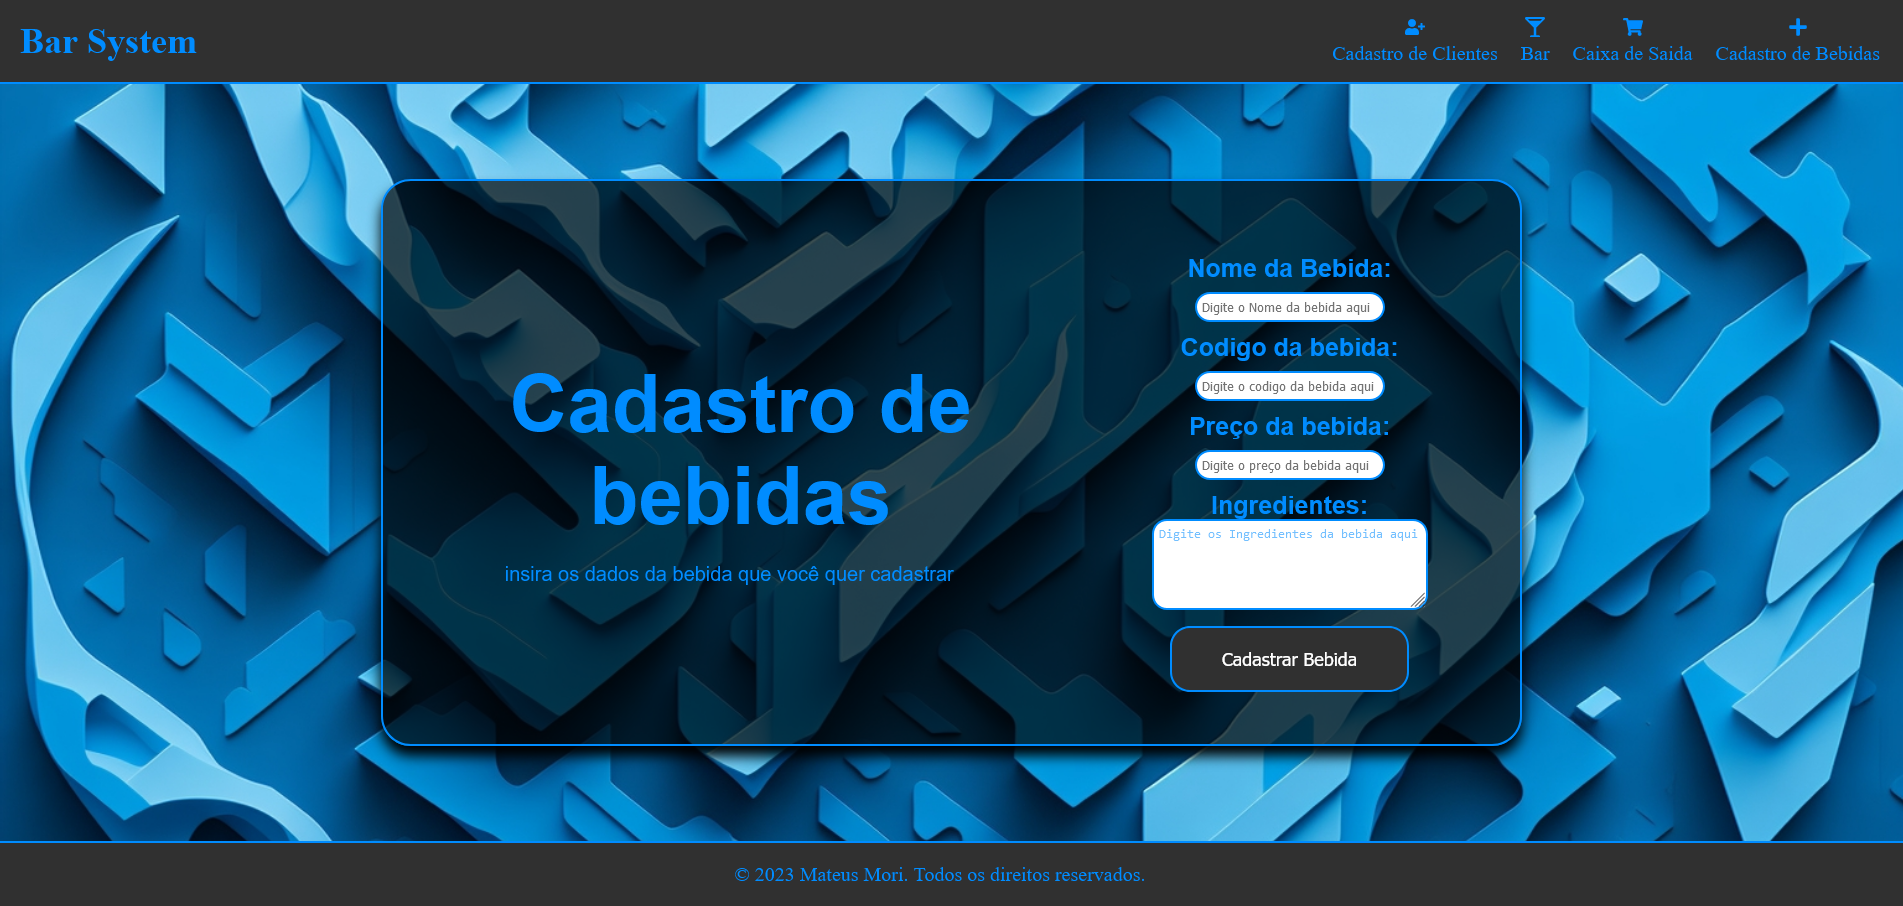 Bar System
Cadastro de Clientes
Bar
Caixa de Saida
Cadastro de Bebidas
Cadastro de
bebidas
insira os dados da bebida que você quer cadastrar
Nome da Bebida:
Digite o Nome da bebida aqui
Codigo da bebida:
Digite o codigo da bebida aqui
Preço da bebida:
Digite o preço da bebida aqui
Ingredientes:
Digite os Ingredientes da bebida aqui
Cadastrar Bebida
© 2023 Mateus Mori. Todos os direitos reservados.